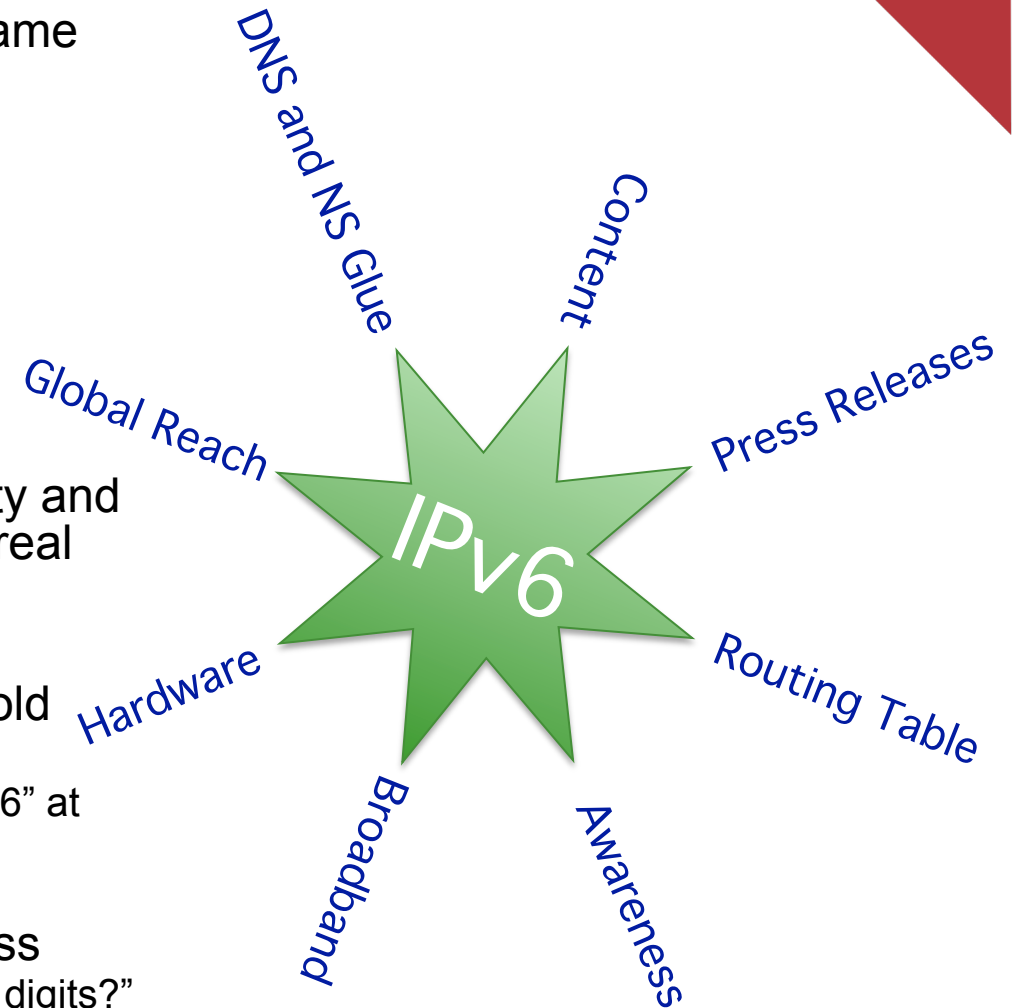 ame
ty and
real
old
6” at
ss
digits?”
DNS and NS Glue
Content
Press Releases
Routing Table
Awareness
Broadband
Hardware
Global Reach
IPv6